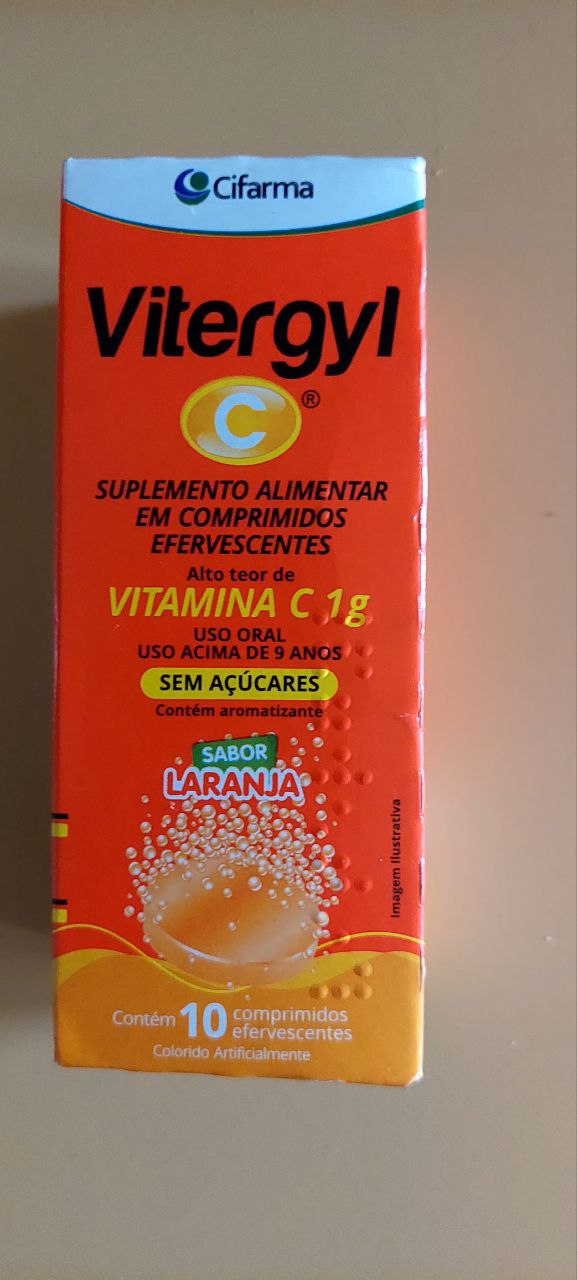 Cifarma
Vitergyl
C ®
SUPLEMENTO ALIMENTAR
EM COMPRIMIDOS
EFERVESCENTES
Alto teor de
VITAMINA C 1g
USO ORAL
USO ACIMA DE 9 ANOS
SEM AÇÚCARES
Contém aromatizante
SABOR
LARANJA
Imagem Ilustrativa
Contém 10 comprimidos
efervescentes
Colorido Artificialmente